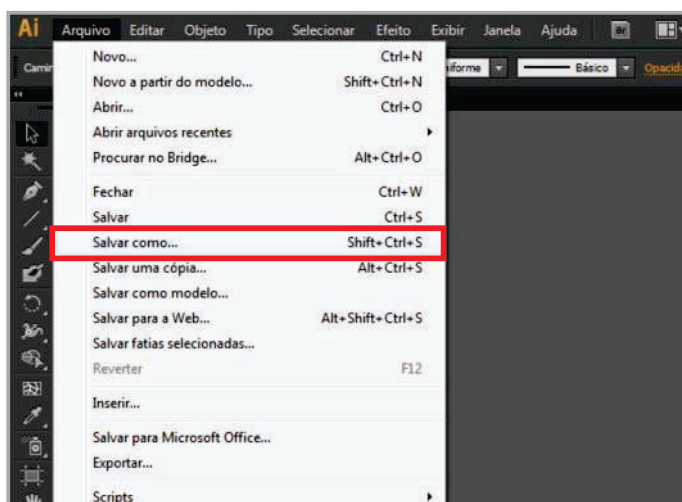 Ai Arquivo Editar Objeto Tipo Selecionar Efeito Exibir Janela Ajuda Br
Novo... Ctrl+N
Novo a partir do modelo... Shift+Ctrl+N
Abrir... Ctrl+O
Abrir arquivos recentes
Procurar no Bridge... Alt+Ctrl+O
Fechar Ctrl+W
Salvar Ctrl+S
Salvar como... Shift+Ctrl+S
Salvar uma cópia... Alt+Ctrl+S
Salvar como modelo...
Salvar para a Web... Alt+Shift+Ctrl+S
Salvar fatias selecionadas...
Reverter F12
Inserir...
Salvar para Microsoft Office...
Exportar...
Scripts
Camin
iforme Básico Opacida